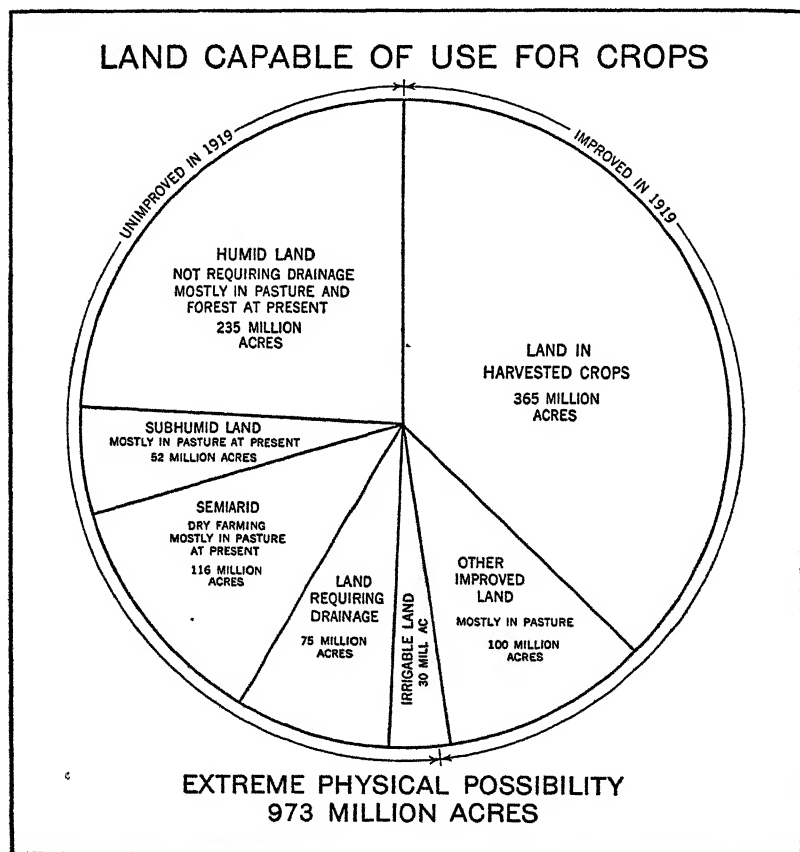 LAND CAPABLE OF USE FOR CROPS
UNIMPROVED IN 1919
IMPROVED IN 1919
HUMID LAND
NOT REQUIRING DRAINAGE
MOSTLY IN PASTURE AND
FOREST AT PRESENT
235 MILLION
ACRES
LAND IN
HARVESTED CROPS
365 MILLION
ACRES
SUBHUMID LAND
MOSTLY IN PASTURE AT PRESENT
52 MILLION ACRES
SEMIARID
DRY FARMING
MOSTLY IN PASTURE
AT PRESENT
116 MILLION
ACRES
LAND
REQUIRING
DRAINAGE
75 MILLION
ACRES
IRRIGABLE LAND
30 MILL AC
OTHER
IMPROVED
LAND
MOSTLY IN PASTURE
100 MILLION
ACRES
EXTREME PHYSICAL POSSIBILITY
973 MILLION ACRES